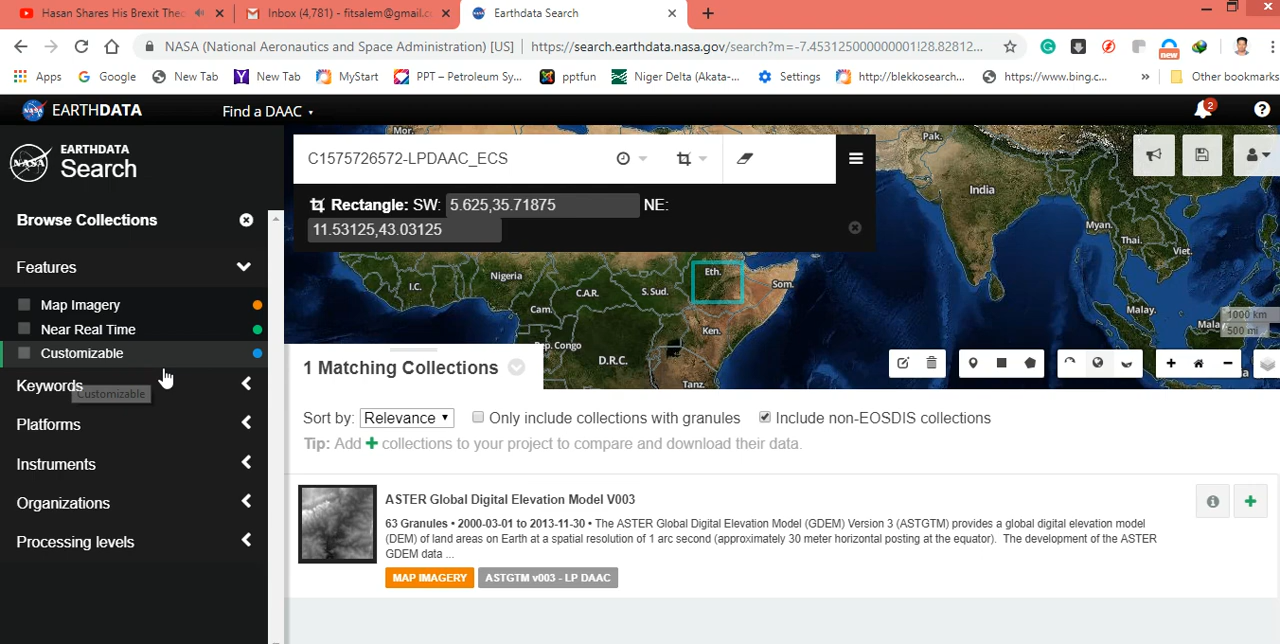 Hasan Shares His Brexit Theo
Inbox (4,781) - fitsalem@gmail.c
Earthdata Search
NASA (National Aeronautics and Space Administration) [US]
https://search.earthdata.nasa.gov/search?m=-7.453125000000001!28.82812...
new
Apps
Google
New Tab
New Tab
MyStart
PPT – Petroleum Sy...
pptfun
Niger Delta (Akata-...
Settings
http://blekkosearch...
https://www.bing.c...
»
Other bookmarks
NASA
EARTHDATA
Find a DAAC
2
?
NASA
EARTHDATA
Search
Browse Collections
Features
Map Imagery
Near Real Time
Customizable
Keywords
Customizable
Platforms
Instruments
Organizations
Processing levels
C1575726572-LPDAAC_ECS
Rectangle: SW: 5.625,35.71875 NE:
11.53125,43.03125
Mor.
Pak.
India
Myan.
Viet.
Thai.
Nigeria
I.C.
C.A.R.
S. Sud.
Eth.
Som.
Cam.
Ken.
Congo
D.R.C.
Tanz.
Malay.
1000 km
500 mi
1 Matching Collections
Sort by: Relevance Only include collections with granules Include non-EOSDIS collections
Tip: Add + collections to your project to compare and download their data.
ASTER Global Digital Elevation Model V003
63 Granules • 2000-03-01 to 2013-11-30 • The ASTER Global Digital Elevation Model (GDEM) Version 3 (ASTGTM) provides a global digital elevation model
(DEM) of land areas on Earth at a spatial resolution of 1 arc second (approximately 30 meter horizontal posting at the equator). The development of the ASTER
GDEM data ...
MAP IMAGERY
ASTGTM v003 - LP DAAC